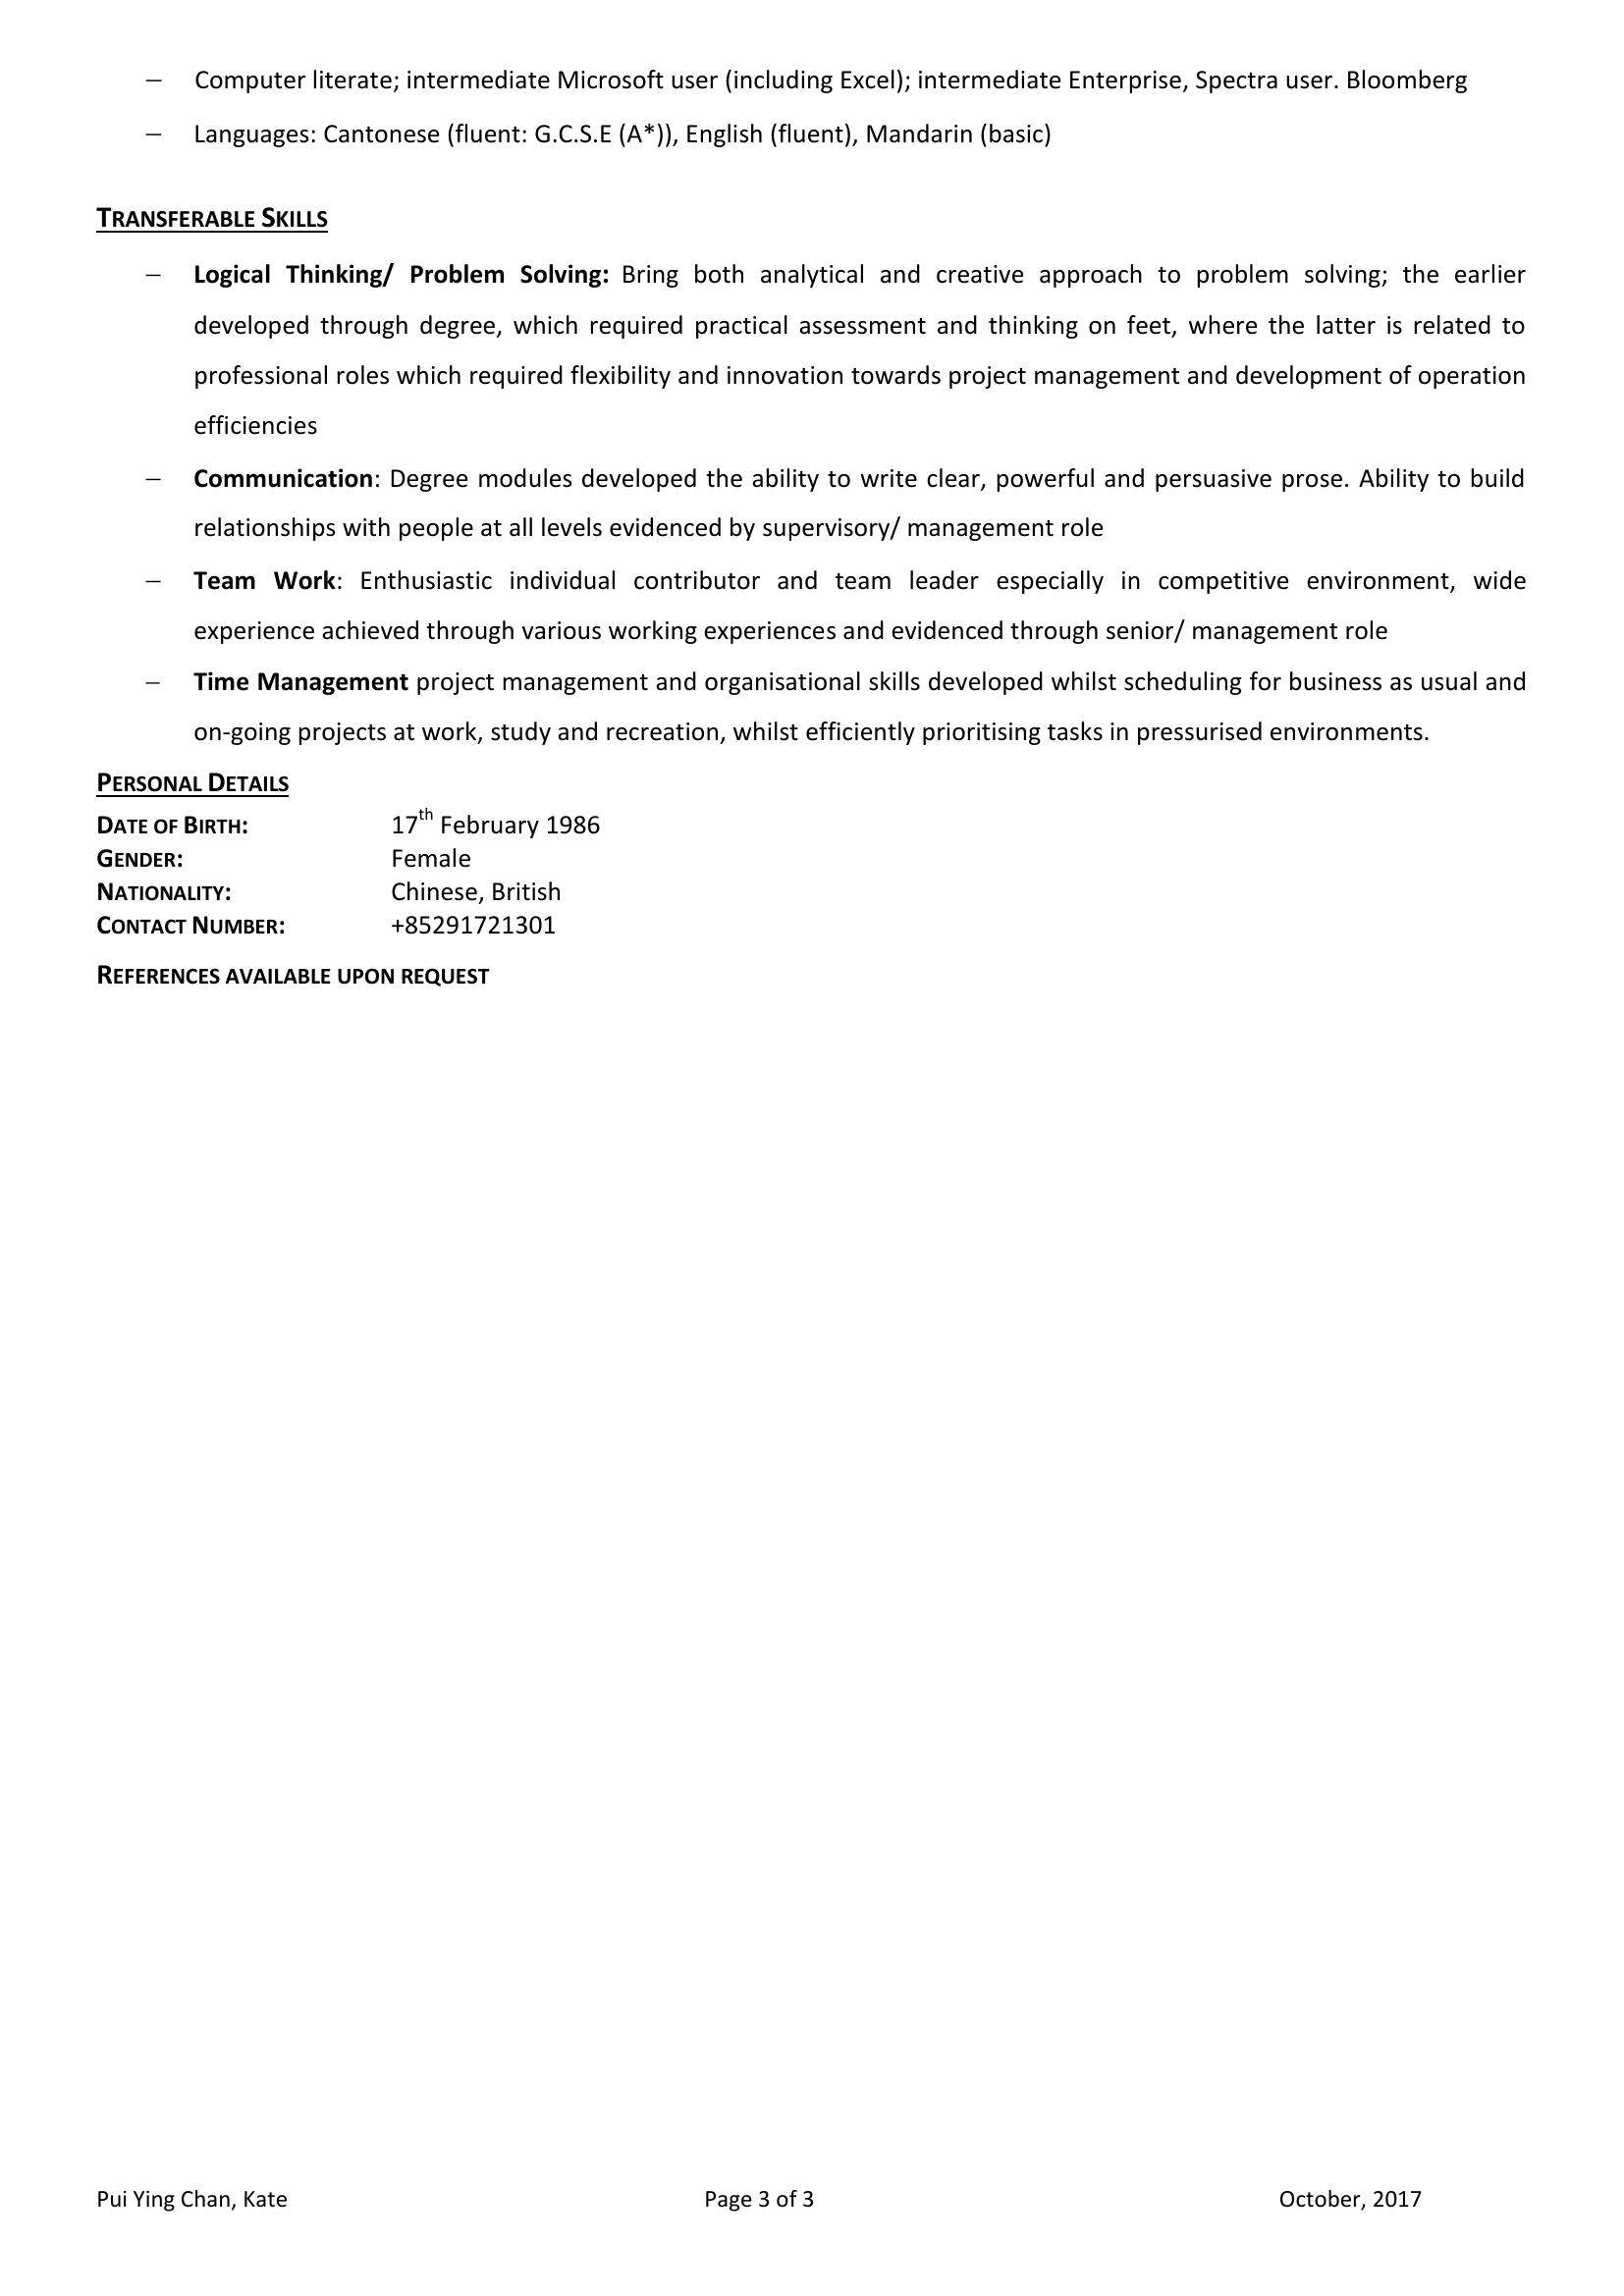 – Computer literate; intermediate Microsoft user (including Excel); intermediate Enterprise, Spectra user. Bloomberg
– Languages: Cantonese (fluent: G.C.S.E (A*)), English (fluent), Mandarin (basic)
TRANSFERABLE SKILLS
– Logical Thinking/ Problem Solving: Bring both analytical and creative approach to problem solving; the earlier
developed through degree, which required practical assessment and thinking on feet, where the latter is related to
professional roles which required flexibility and innovation towards project management and development of operation
efficiencies
– Communication: Degree modules developed the ability to write clear, powerful and persuasive prose. Ability to build
relationships with people at all levels evidenced by supervisory/ management role
– Team Work: Enthusiastic individual contributor and team leader especially in competitive environment, wide
experience achieved through various working experiences and evidenced through senior/ management role
– Time Management project management and organisational skills developed whilst scheduling for business as usual and
on-going projects at work, study and recreation, whilst efficiently prioritising tasks in pressurised environments.
PERSONAL DETAILS
DATE OF BIRTH: 17th February 1986
GENDER: Female
NATIONALITY: Chinese, British
CONTACT NUMBER: +85291721301
REFERENCES AVAILABLE UPON REQUEST
Pui Ying Chan, Kate Page 3 of 3 October, 2017